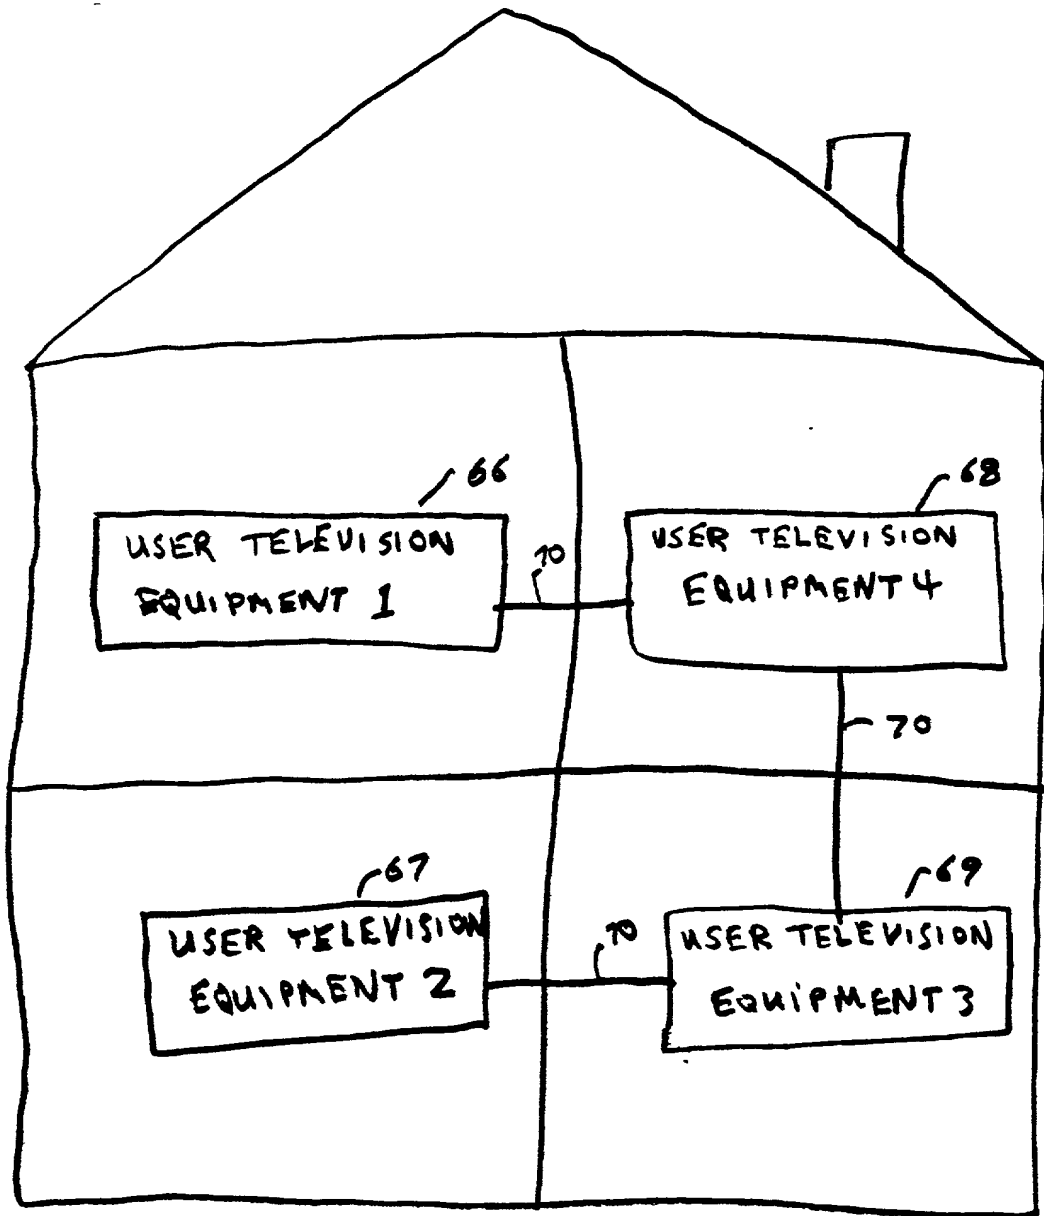 66
USER TELEVISION
EQUIPMENT 1
70
68
USER TELEVISION
EQUIPMENT 4
70
67
USER TELEVISION
EQUIPMENT 2
70
69
USER TELEVISION
EQUIPMENT 3